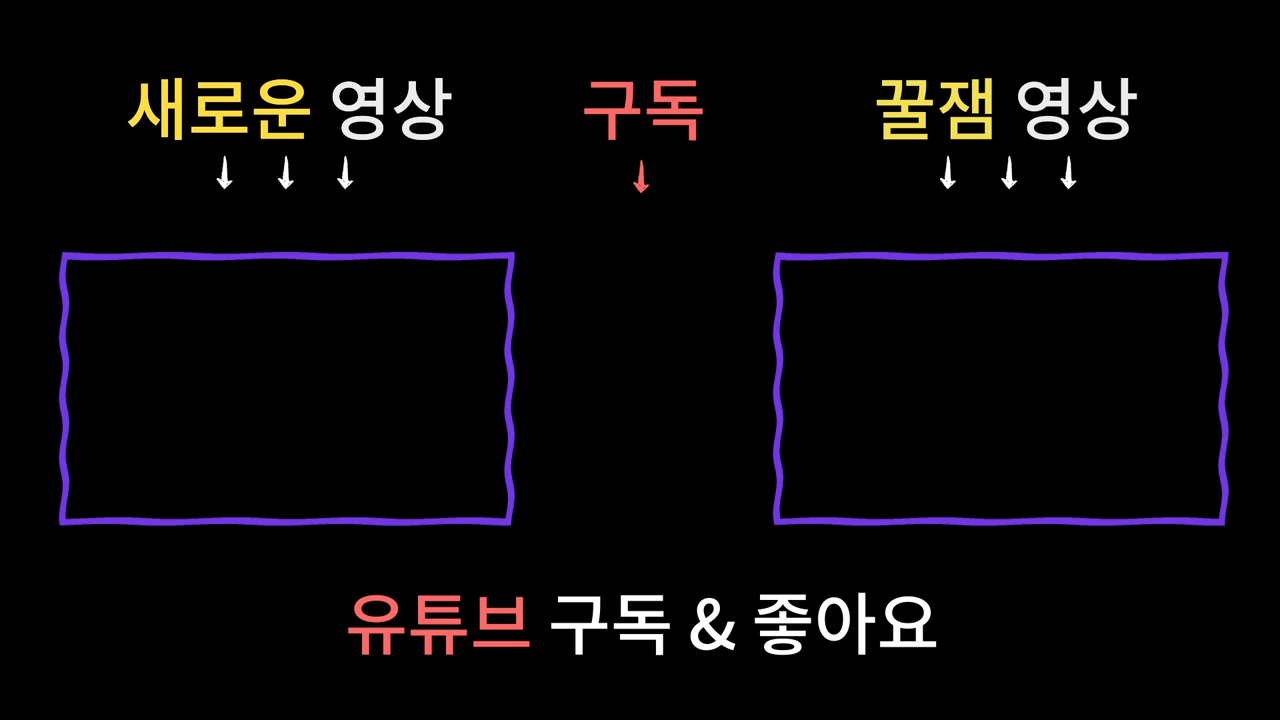 새로운 영상
구독
꿀잼 영상
유튜브 구독 & 좋아요